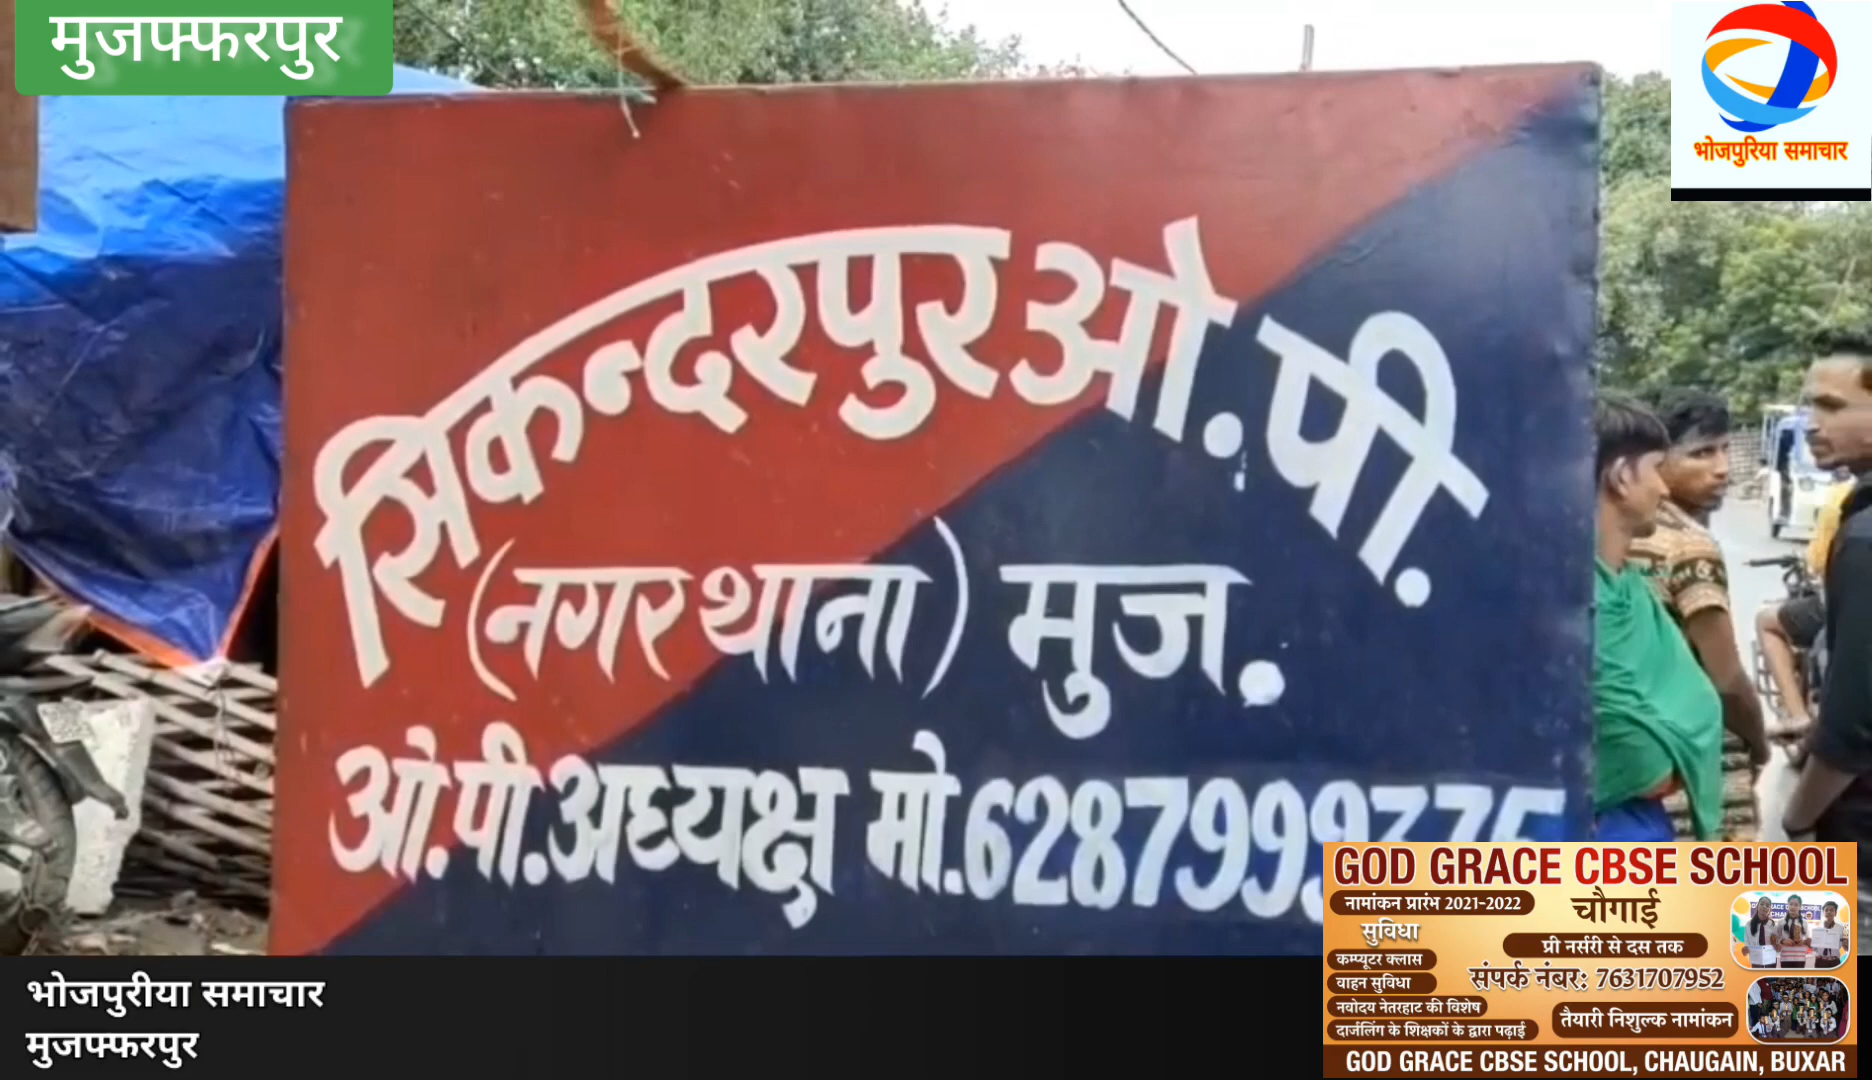 मुजफ्फरपुर
भोजपुरिया समाचार
सिकन्दरपुर ओ.पी.
(नगर थाना) मुज.
ओ.पी.अध्यक्ष मो.6287999375
भोजपुरीया समाचार
मुजफ्फरपुर
GOD GRACE CBSE SCHOOL
नामांकन प्रारंभ 2021-2022
चौगाई
सुविधा
प्री नर्सरी से दस तक
कम्प्यूटर क्लास
संपर्क नंबर: 7631707952
वाहन सुविधा
नवोदय नेतरहाट की विशेष
तैयारी निशुल्क नामांकन
दार्जलिंग के शिक्षकों के द्वारा पढ़ाई
GOD GRACE CBSE SCHOOL, CHAUGAIN, BUXAR